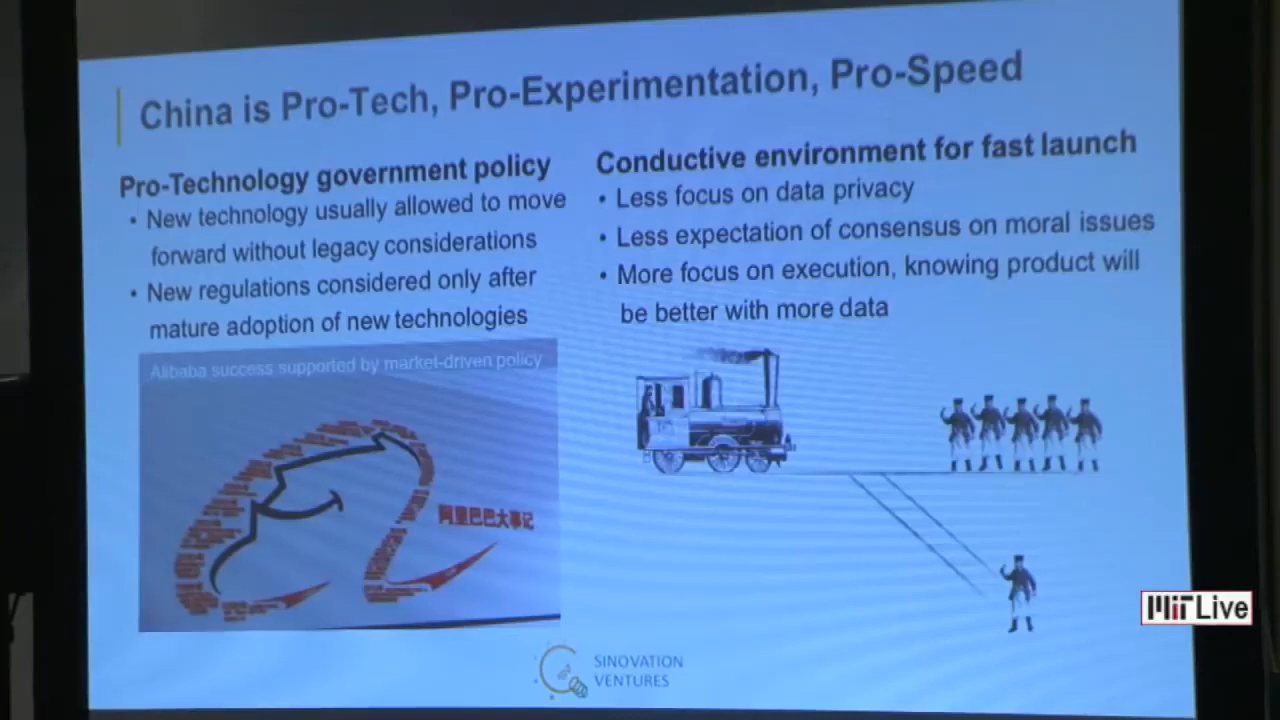 China is Pro-Tech, Pro-Experimentation, Pro-Speed
Pro-Technology government policy
• New technology usually allowed to move
forward without legacy considerations
• New regulations considered only after
mature adoption of new technologies
Alibaba success supported by market-driven policy
阿里巴巴大事记
Conductive environment for fast launch
• Less focus on data privacy
• Less expectation of consensus on moral issues
• More focus on execution, knowing product will
be better with more data
SINOVATION
VENTURES
MIT Live